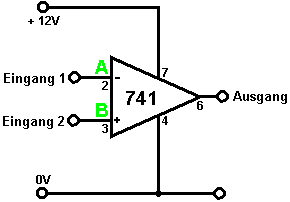 + 12V
A
Eingang 1
-
2
7
741
6
Ausgang
B
Eingang 2
+
3
4
0V